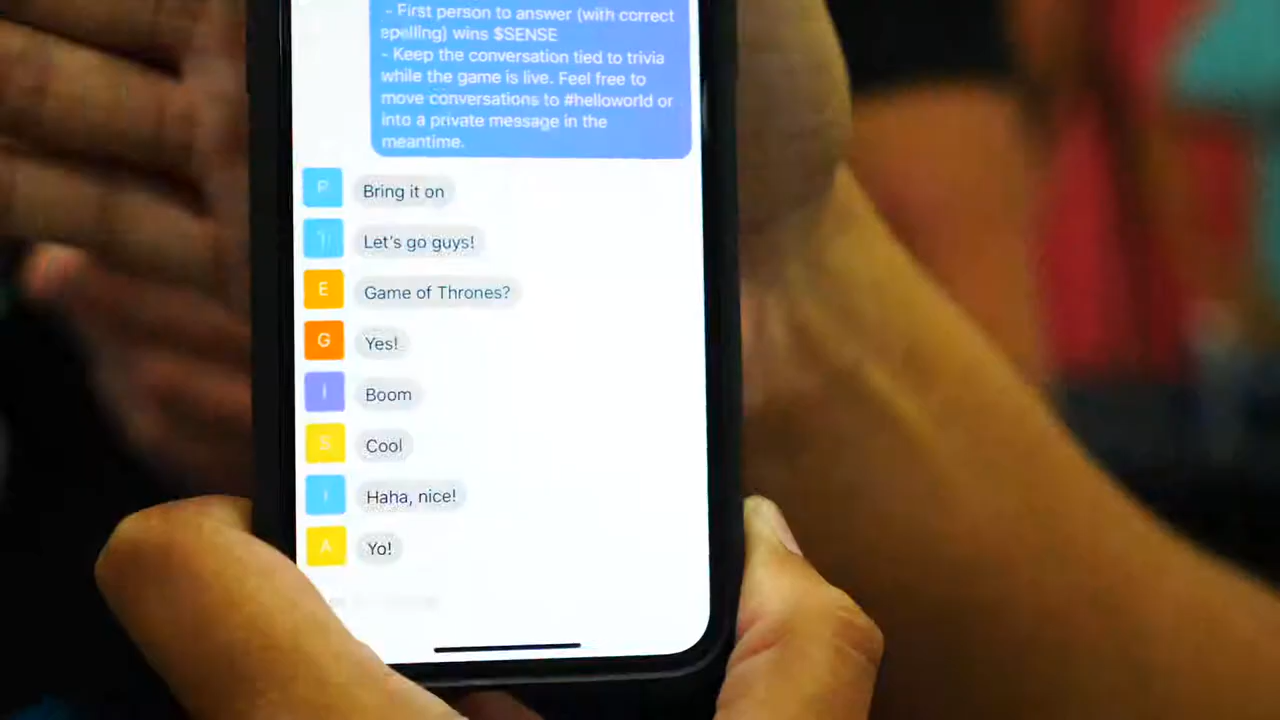 - First person to answer (with correct
spelling) wins $SENSE
- Keep the conversation tied to trivia
while the game is live. Feel free to
move conversations to #helloworld or
into a private message in the
meantime.
P Bring it on
Let's go guys!
E Game of Thrones?
G Yes!
I Boom
S Cool
I Haha, nice!
A Yo!